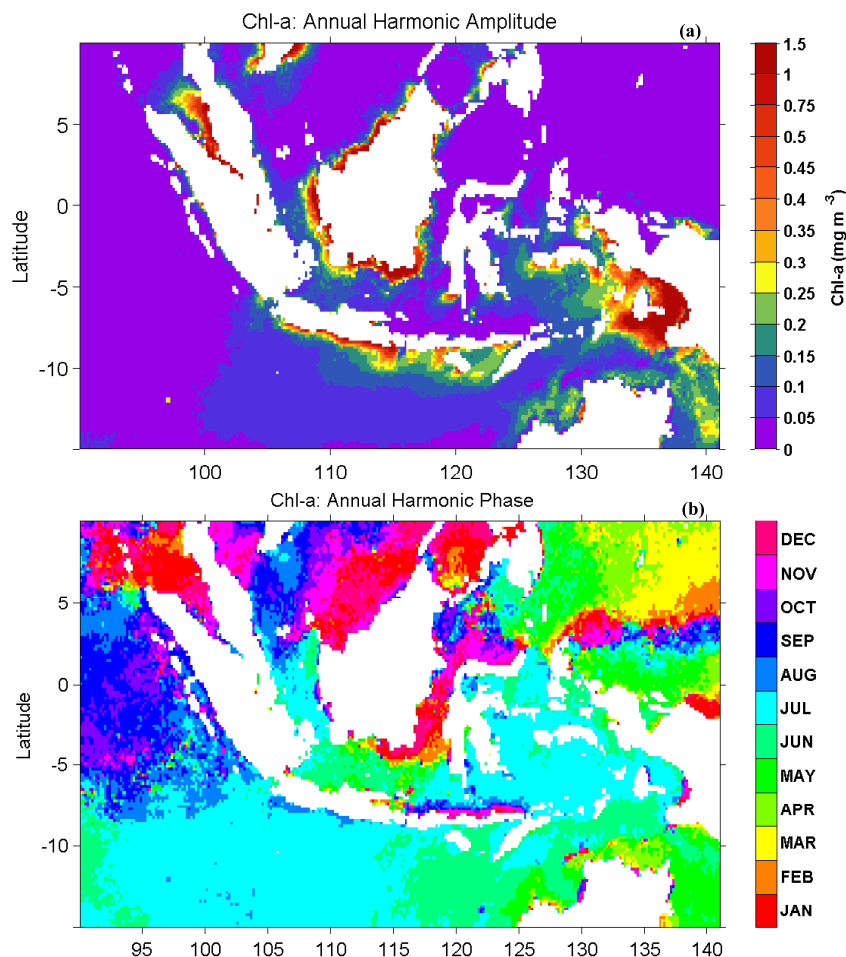 Chl-a: Annual Harmonic Amplitude (a)
1.5
1
0.75
0.5
0.45
0.4
0.35
0.3
0.25
0.2
0.15
0.1
0.05
0
Chl-a (mg m⁻³)
5
0
-5
-10
Latitude
100 110 120 130 140
Chl-a: Annual Harmonic Phase (b)
DEC
NOV
OCT
SEP
AUG
JUL
JUN
MAY
APR
MAR
FEB
JAN
5
0
-5
-10
Latitude
95 100 105 110 115 120 125 130 135 140